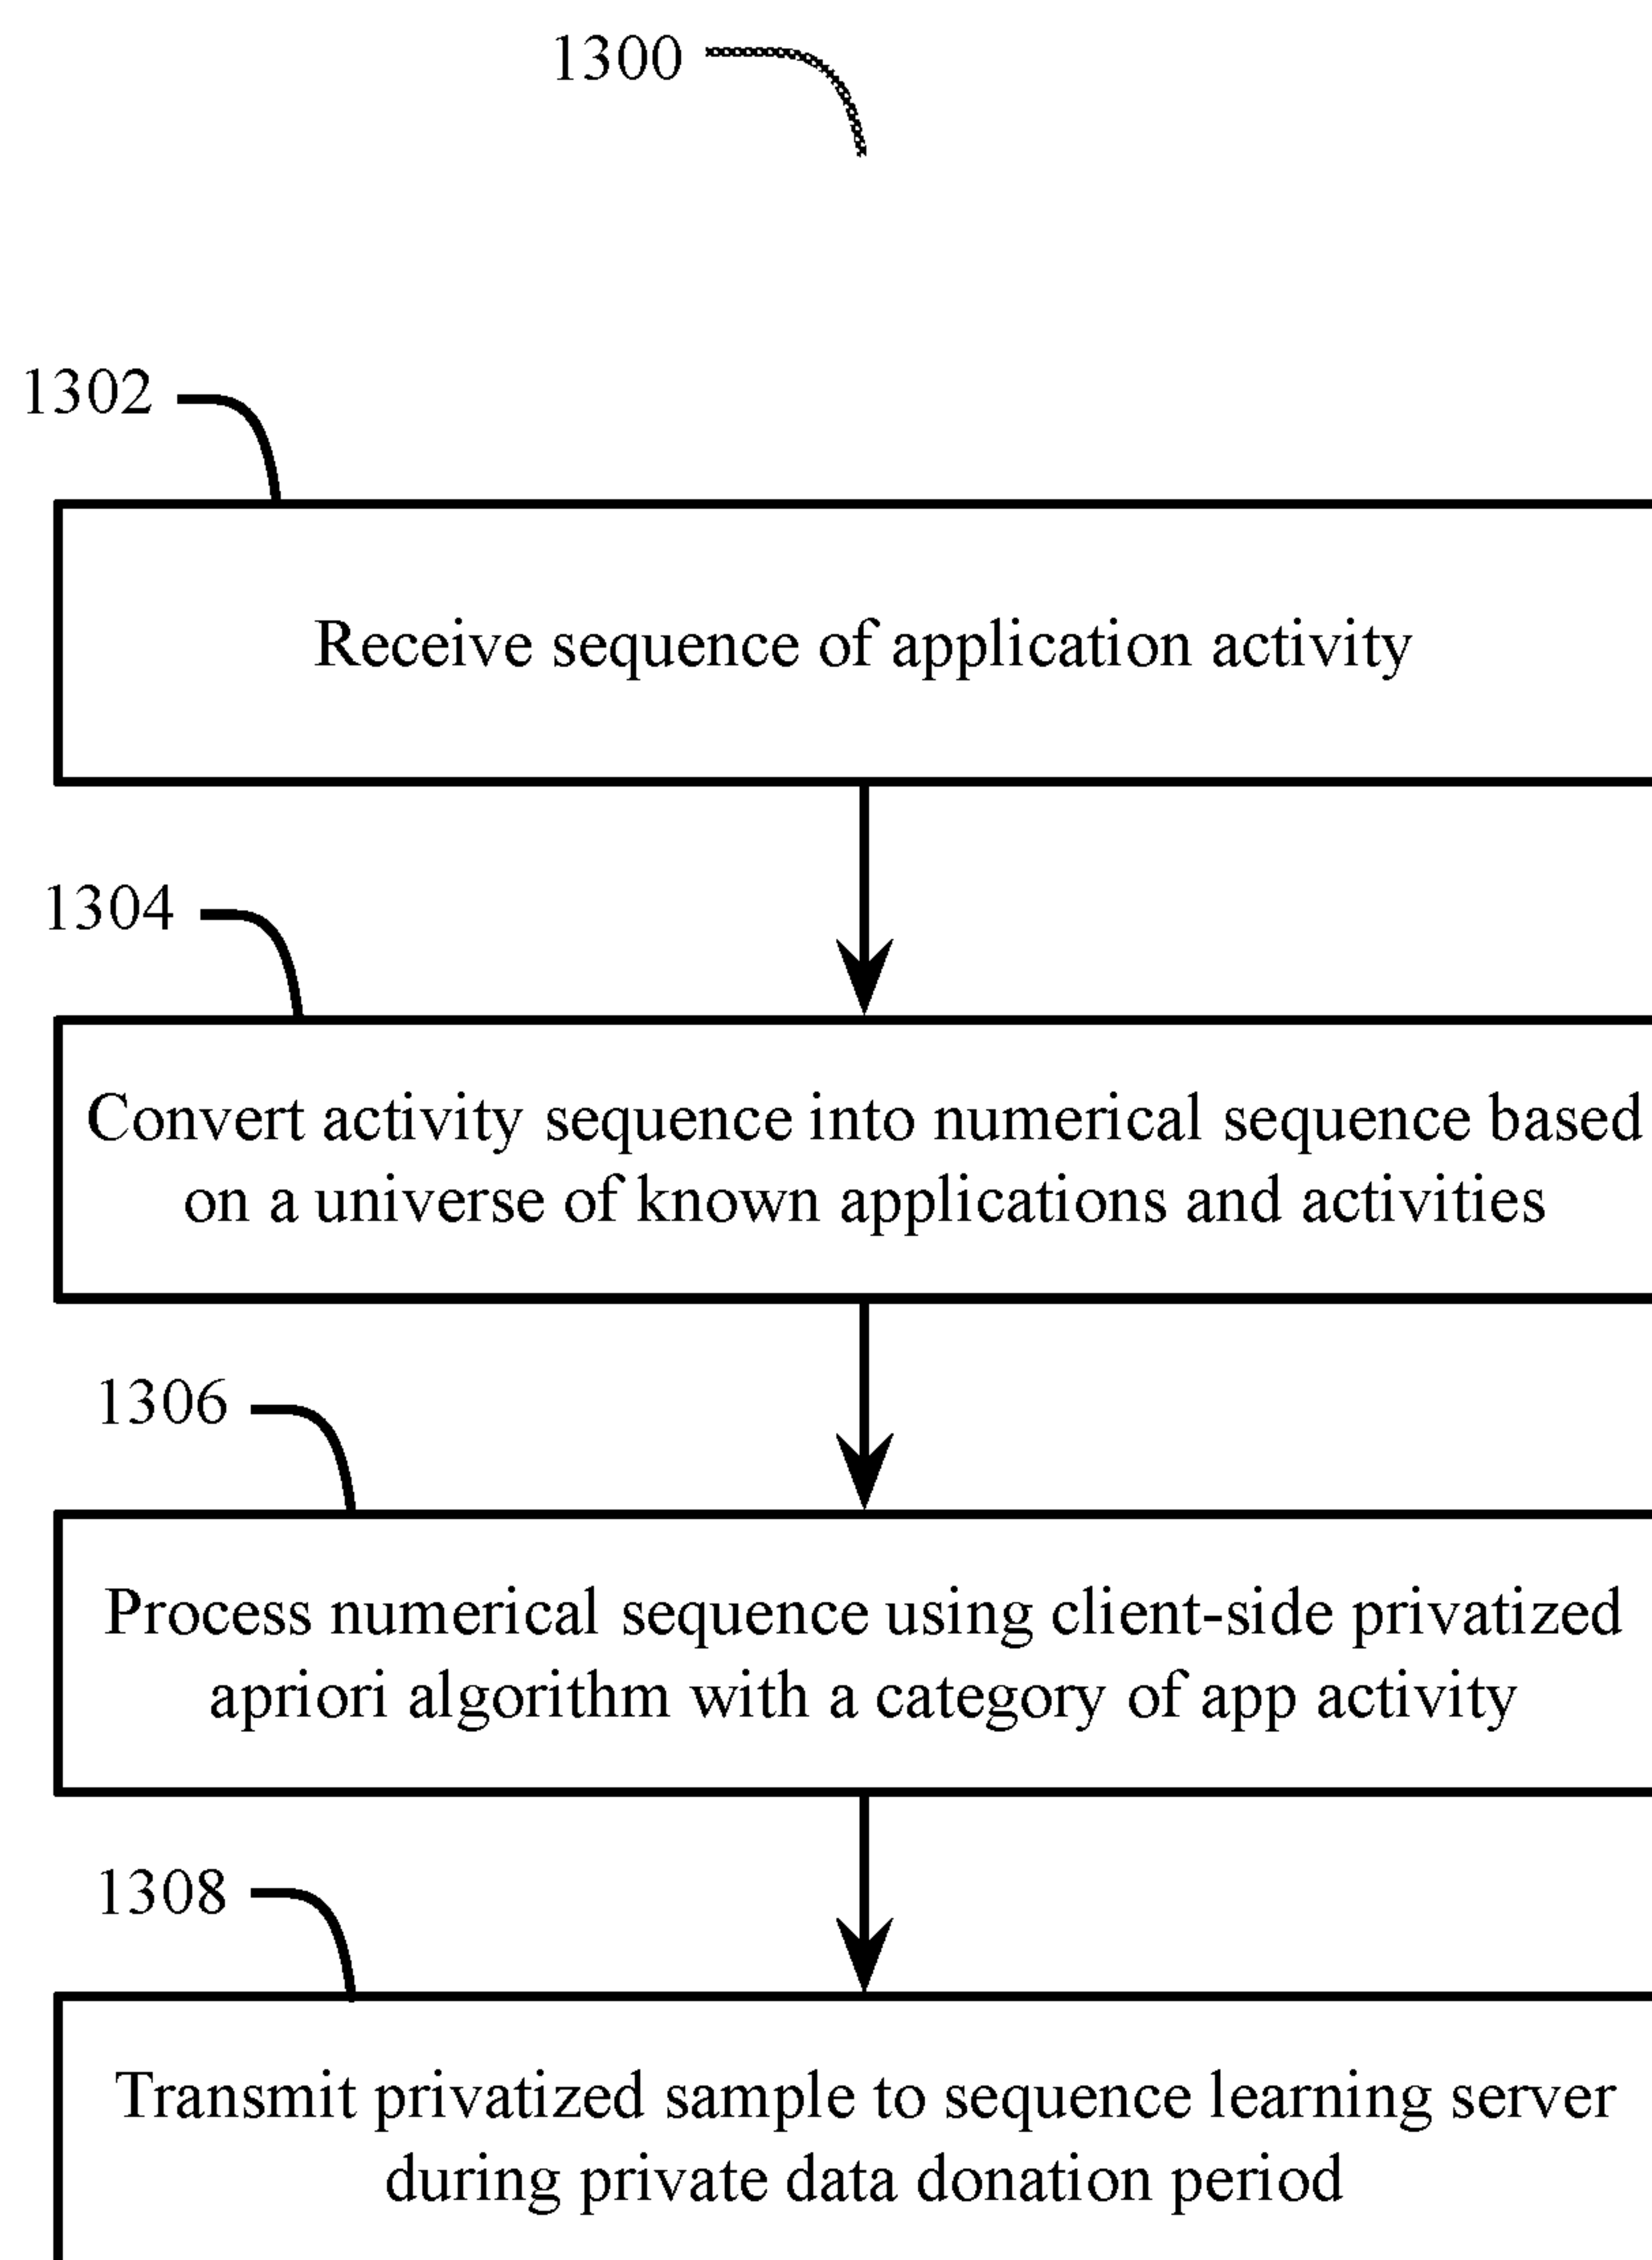 1300
1302
Receive sequence of application activity
1304
Convert activity sequence into numerical sequence based
on a universe of known applications and activities
1306
Process numerical sequence using client-side privatized
apriori algorithm with a category of app activity
1308
Transmit privatized sample to sequence learning server
during private data donation period